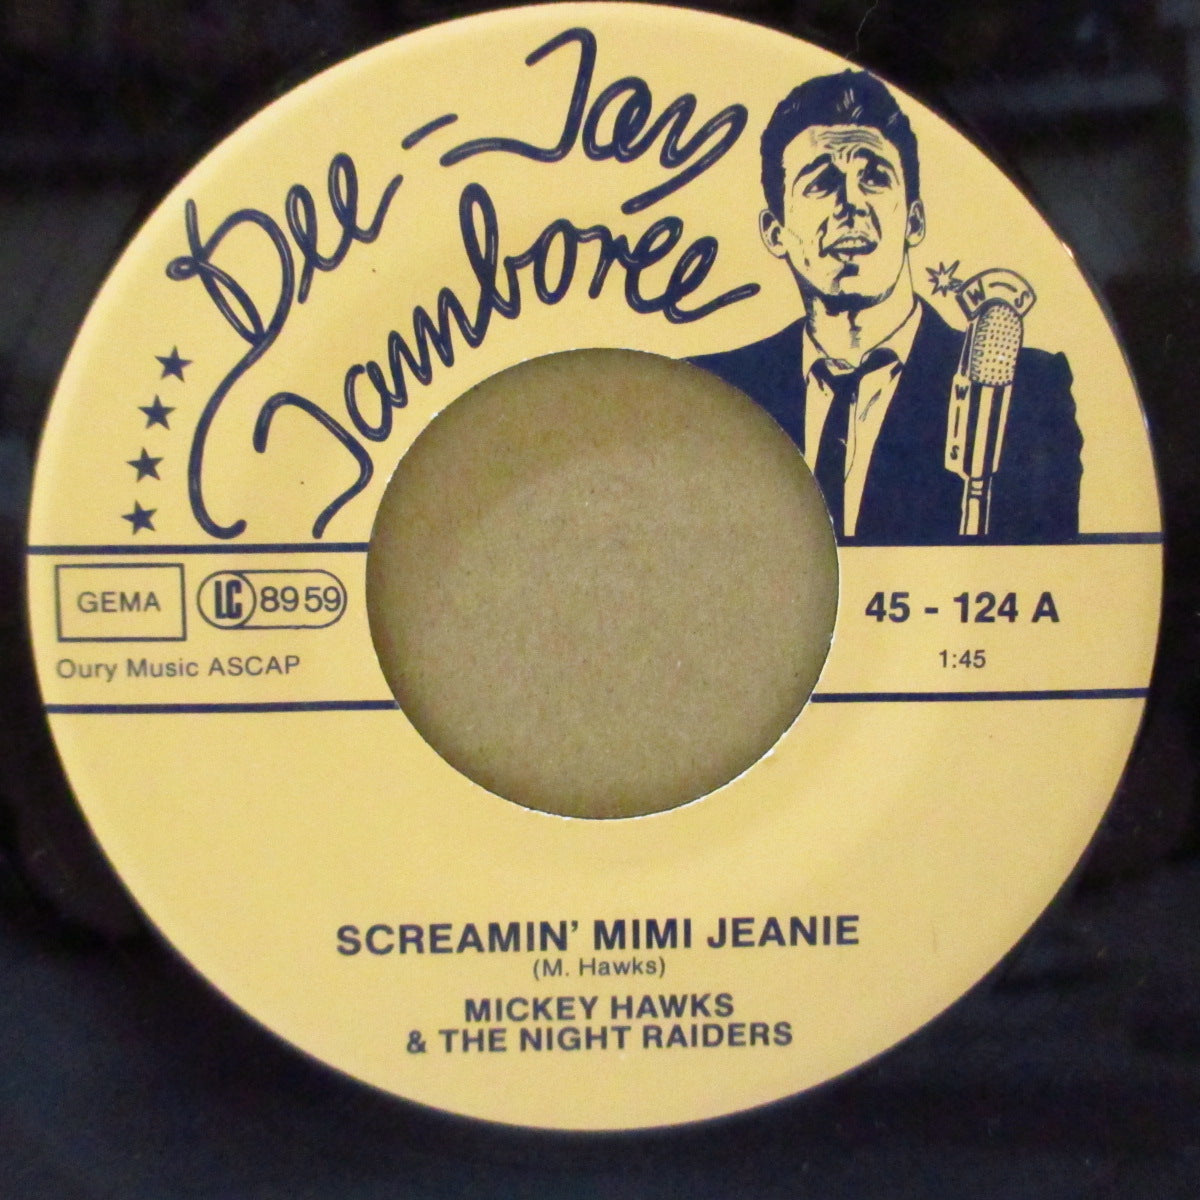 Dee-Jay
Jamboree
W-S
WIS
GEMA
LC 8959
Oury Music ASCAP
45 - 124 A
1:45
SCREAMIN' MIMI JEANIE
(M. Hawks)
MICKEY HAWKS
& THE NIGHT RAIDERS